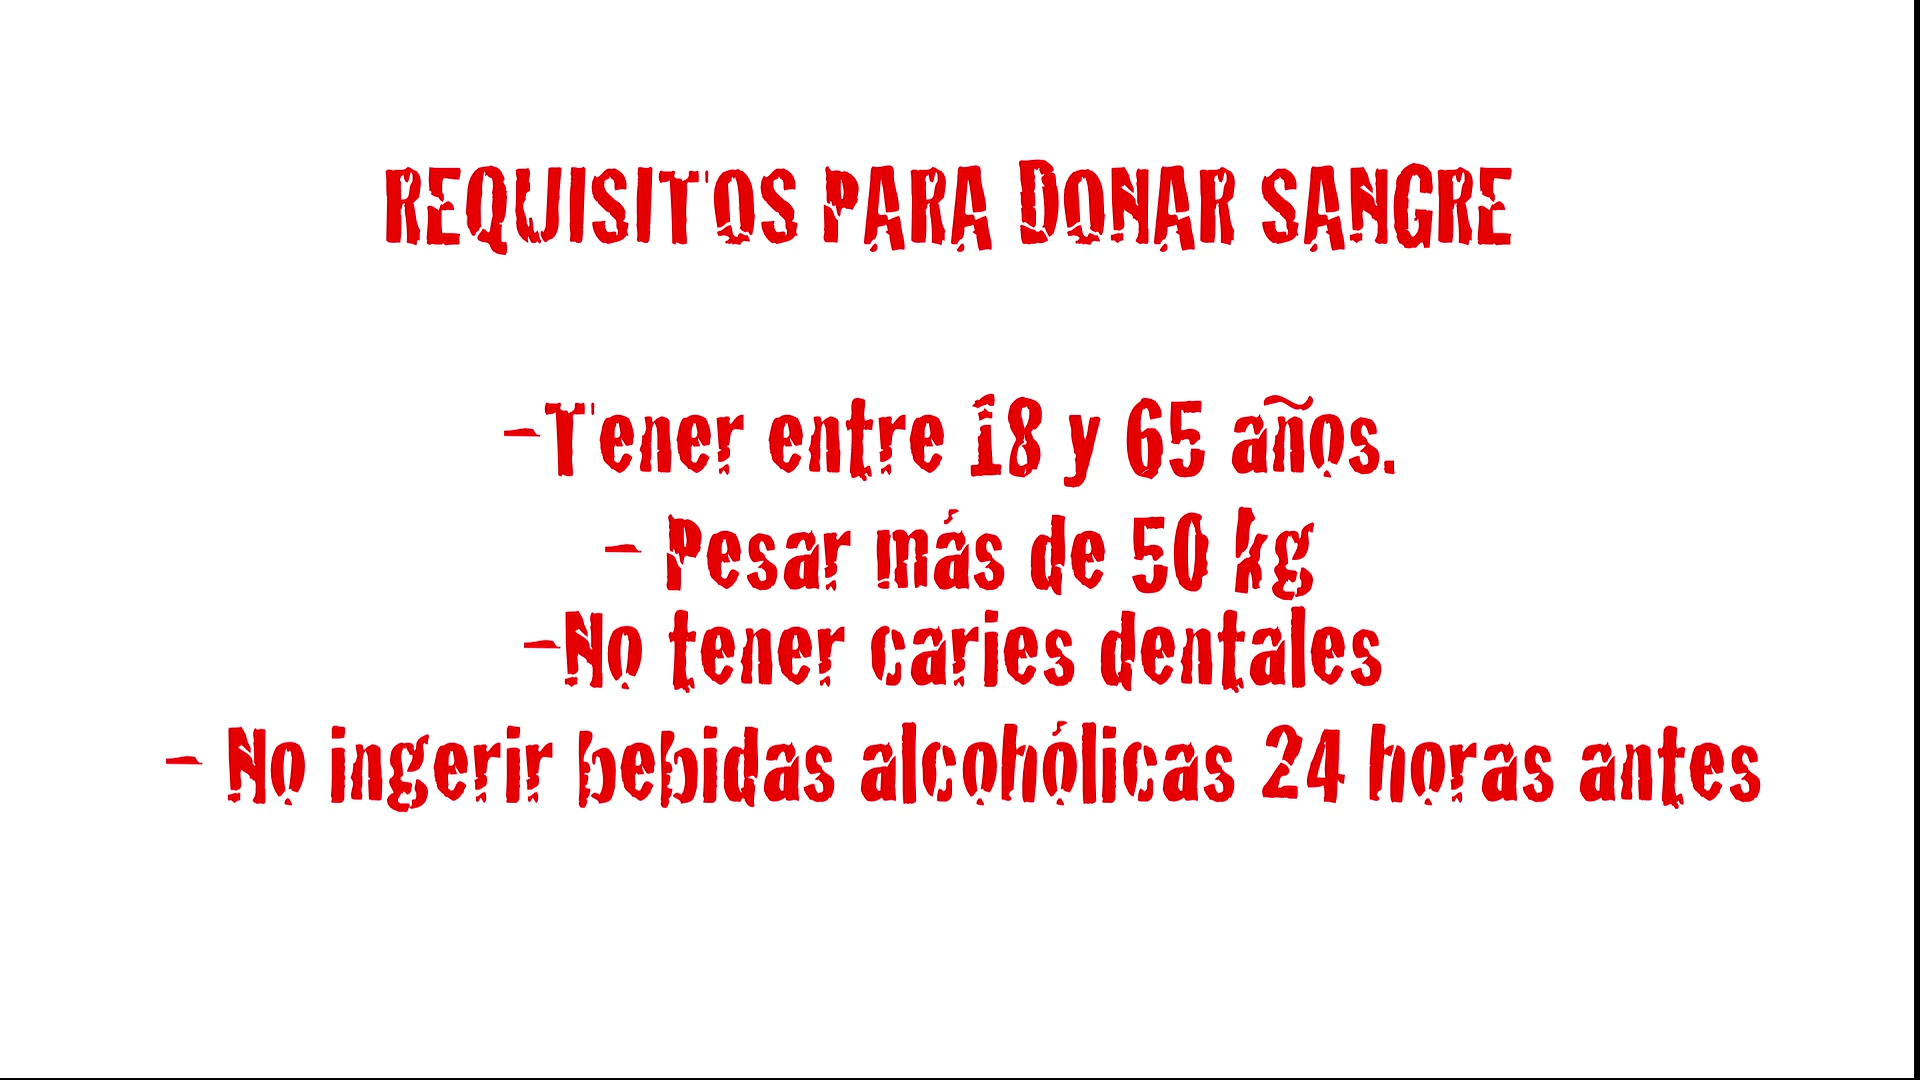 REQUISITOS PARA DONAR SANGRE
-Tener entre 18 y 65 años.
- Pesar más de 50 kg
-No tener caries dentales
- No ingerir bebidas alcohólicas 24 horas antes